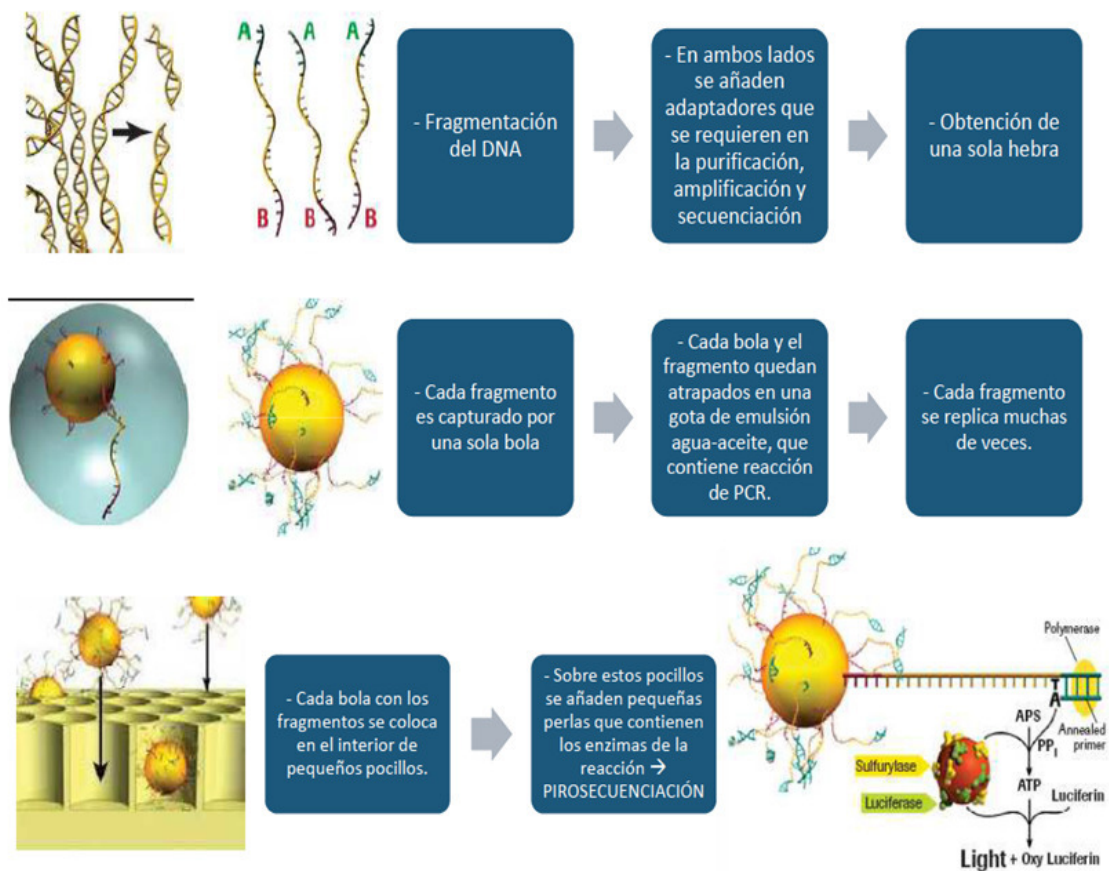 A A A
B B B
- Fragmentación
del DNA
- En ambos lados
se añaden
adaptadores que
se requieren en
la purificación,
amplificación y
secuenciación
- Obtención de
una sola hebra
- Cada fragmento
es capturado por
una sola bola
- Cada bola y el
fragmento quedan
atrapados en una
gota de emulsión
agua-aceite, que
contiene reacción
de PCR.
- Cada fragmento
se replica muchas
de veces.
- Cada bola con los
fragmentos se coloca
en el interior de
pequeños pocillos.
- Sobre estos pocillos
se añaden pequeñas
perlas que contienen
los enzimas de la
reacción →
PIROSECUENCIACIÓN
Polymerase
T
A
Annealed
primer
APS
PPi
Sulfurylase
Luciferase
ATP
Luciferin
Light + Oxy Luciferin